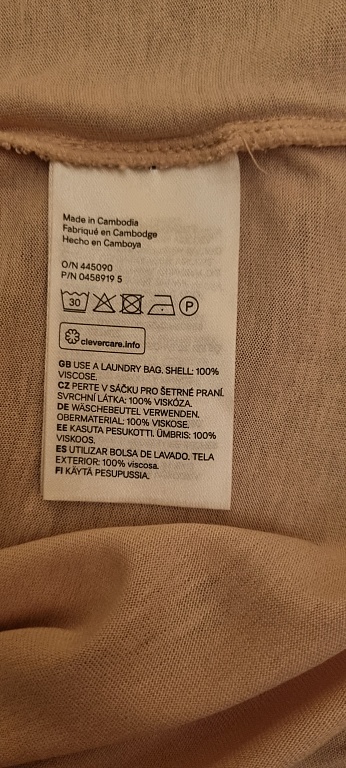 Made in Cambodia
Fabriqué en Cambodge
Hecho en Camboya
O/N 445090
P/N 0458919 5
30 P
clevercare.info
GB USE A LAUNDRY BAG. SHELL: 100%
VISCOSE.
CZ PERTE V SÁČKU PRO ŠETRNÉ PRANÍ.
SVRCHNÍ LÁTKA: 100% VISKÓZA.
DE WÄSCHEBEUTEL VERWENDEN.
OBERMATERIAL: 100% VISKOSE.
EE KASUTA PESUKOTTI. ÜMBRIS: 100%
VISKOOS.
ES UTILIZAR BOLSA DE LAVADO. TELA
EXTERIOR: 100% viscosa.
FI KÄYTÄ PESUPUSSIA.